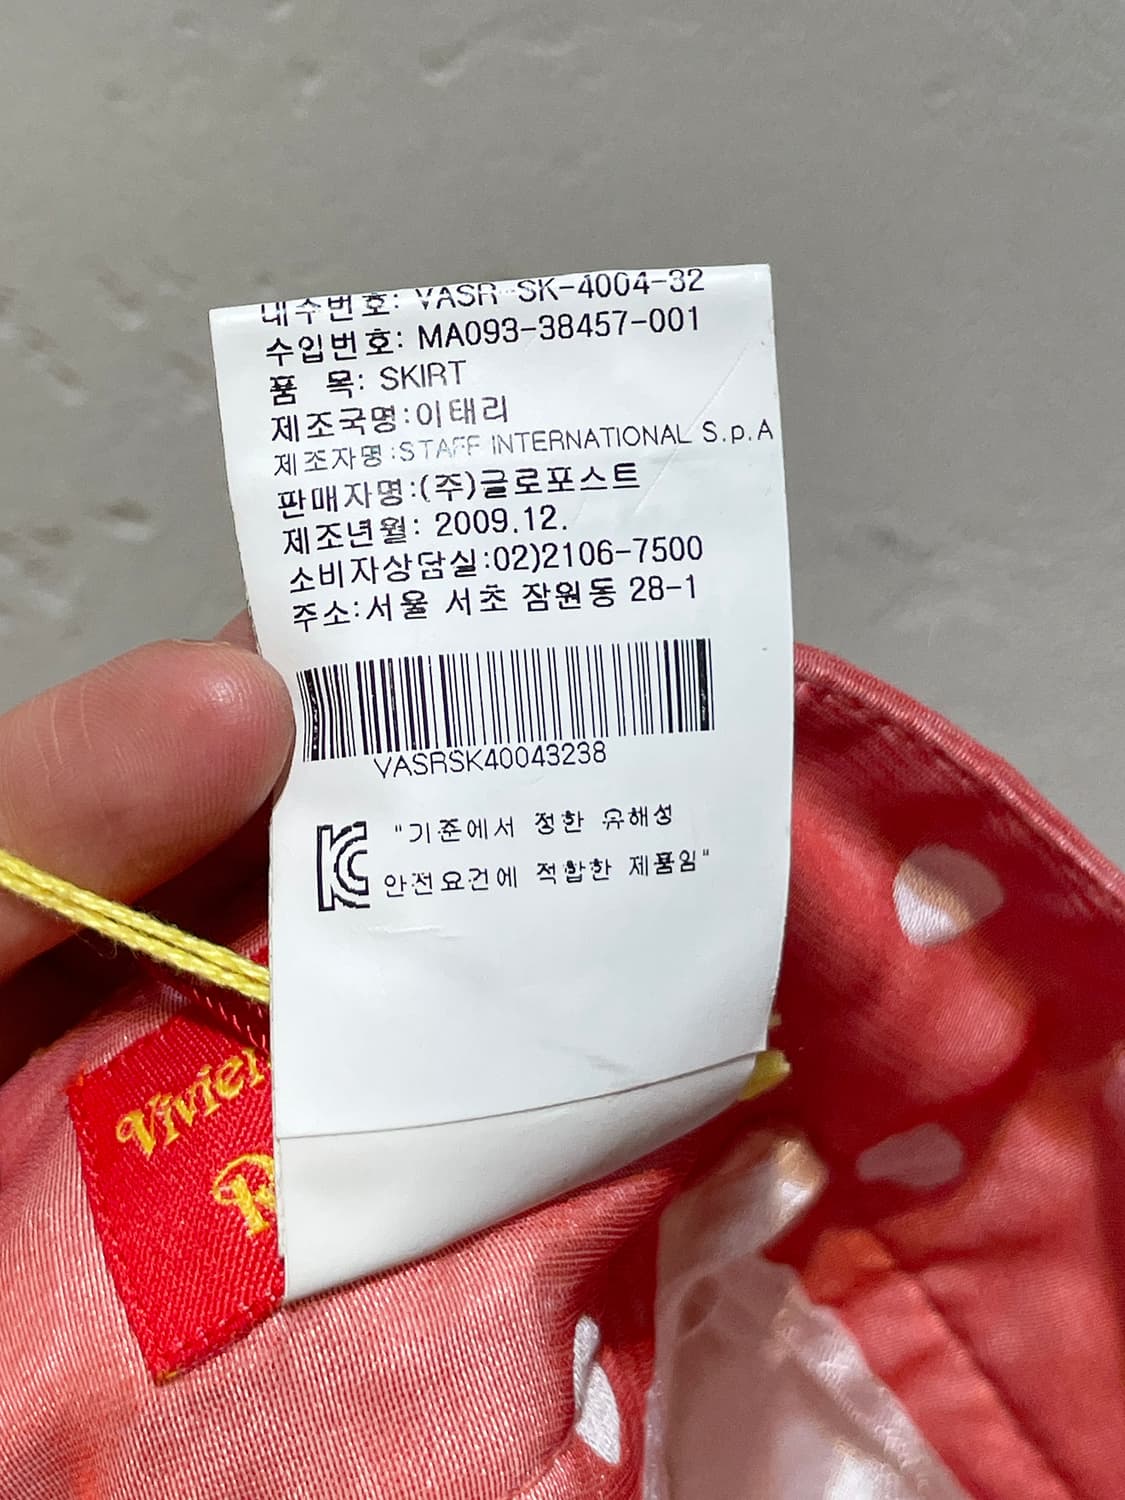 내수번호: VASR-SK-4004-32
수입번호: MA093-38457-001
품 목: SKIRT
제조국명:이태리
제조자명:STAFF INTERNATIONAL S.p.A
판매자명:(주)글로포스트
제조년월: 2009.12.
소비자상담실:02)2106-7500
주소:서울 서초 잠원동 28-1
VASRSK40043238
KC "기준에서 정한 유해성
안전요건에 적합한 제품임"